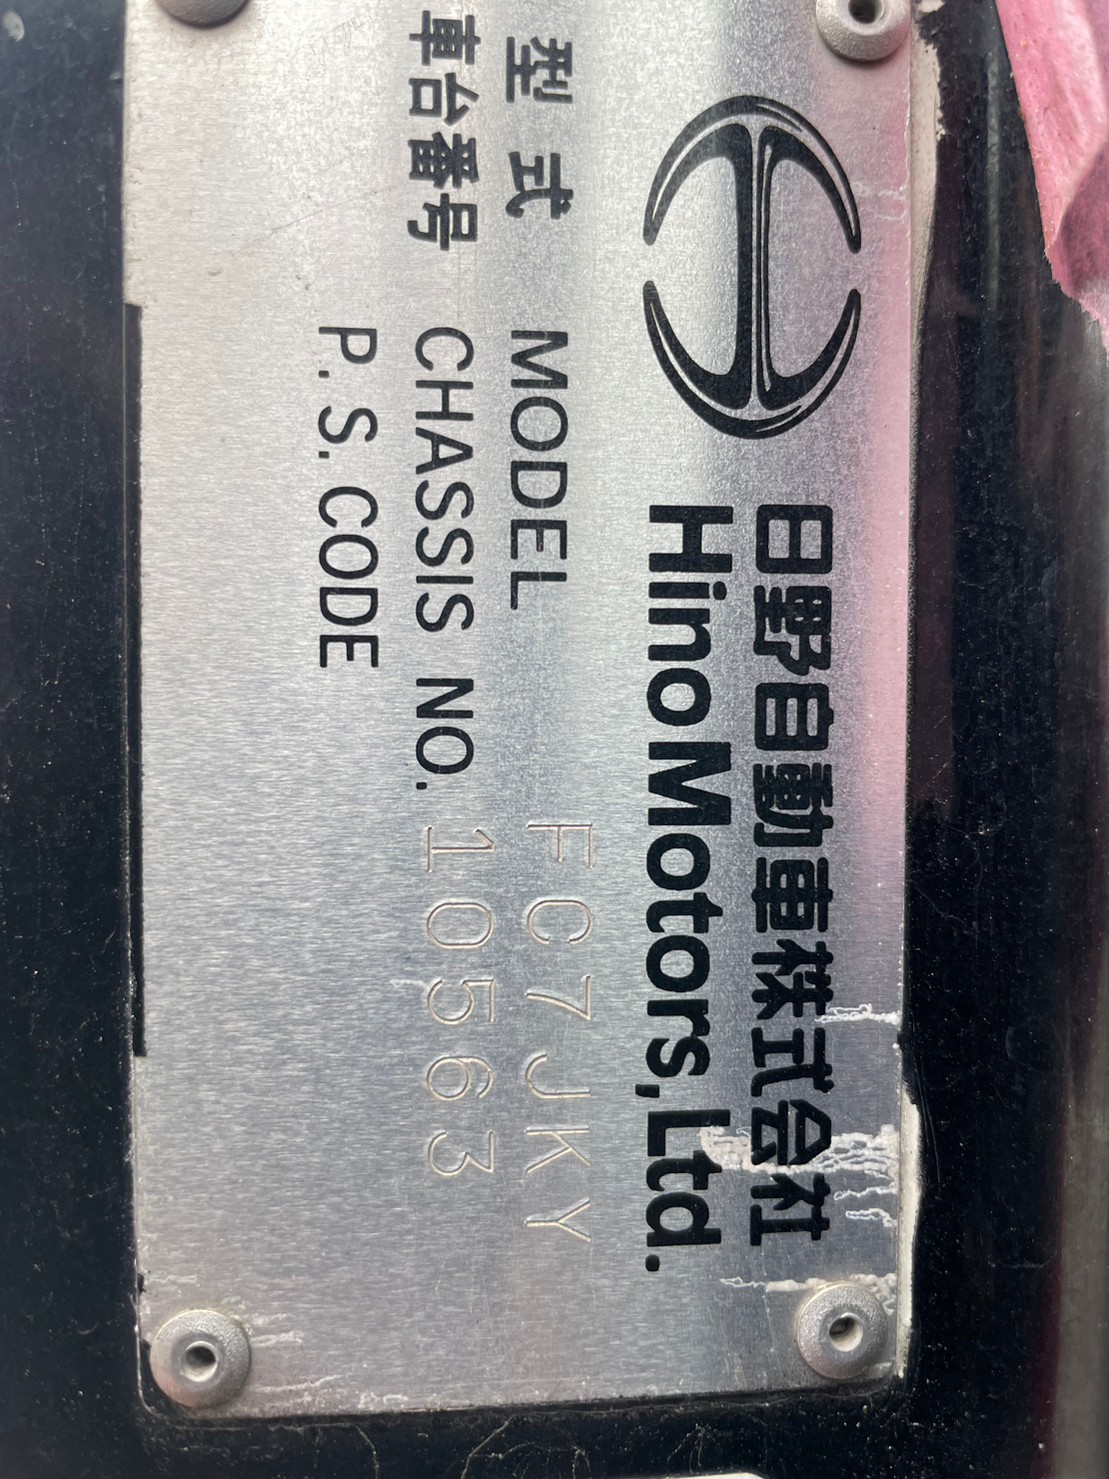 日野自動車株式会社
Hino Motors, Ltd.
型式 MODEL FC7JKY
車台番号 CHASSIS NO. 10563
P.S.CODE